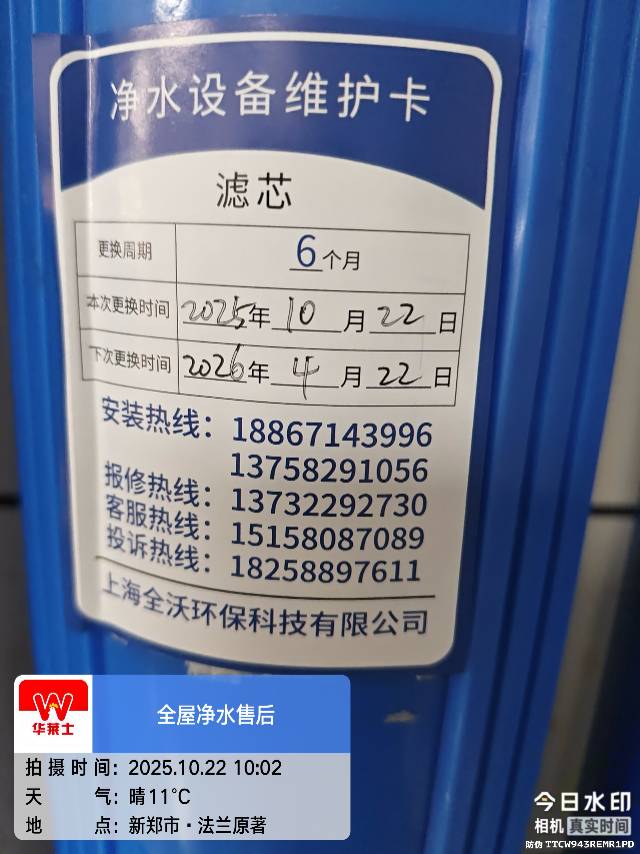 净水设备维护卡
滤芯
更换周期 6个月
本次更换时间 2025年10月22日
下次更换时间 2026年4月22日
安装热线：18867143996
13758291056
报修热线：13732292730
客服热线：15158087089
投诉热线：18258897611
上海全沃环保科技有限公司
华莱士
全屋净水售后
拍摄时间：2025.10.22 10:02
天气：晴11℃
地点：新郑市·法兰原著
今日水印
相机 真实时间
防伪 TTCW943REMR1PD